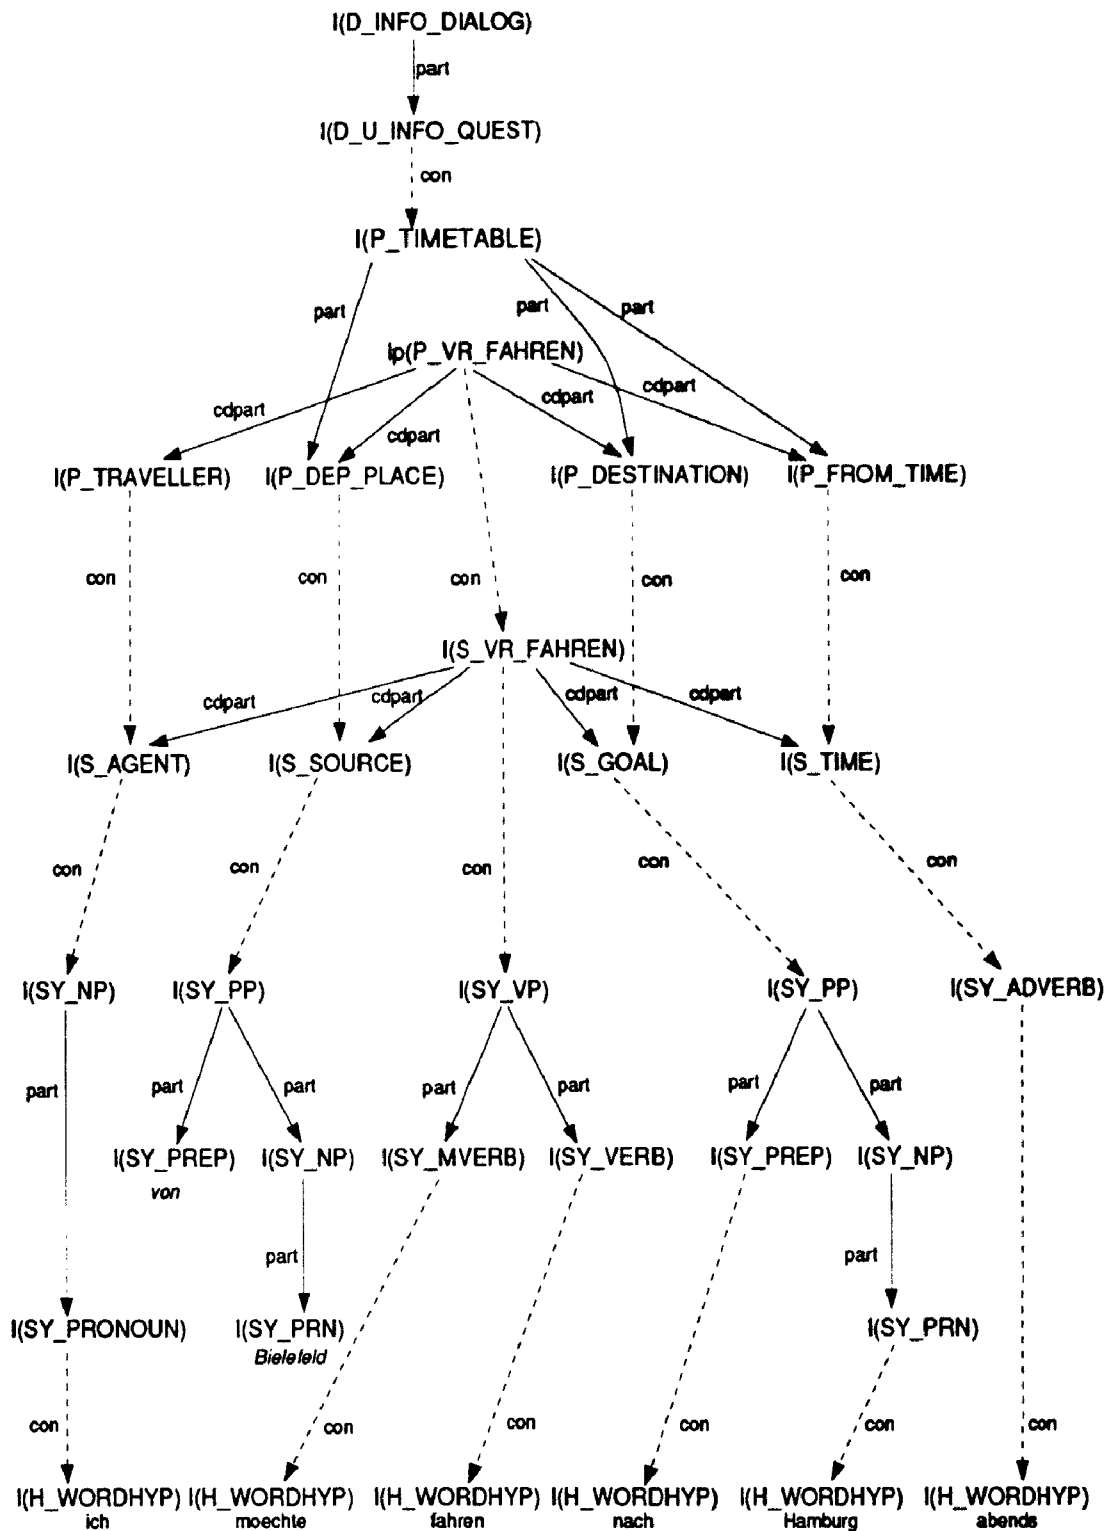 I(D_INFO_DIALOG)
part
I(D_U_INFO_QUEST)
con
I(P_TIMETABLE)
part part part
Ip(P_VR_FAHREN)
cdpart cdpart cdpart cdpart
I(P_TRAVELLER) I(P_DEP_PLACE) I(P_DESTINATION) I(P_FROM_TIME)
con con con con con
I(S_VR_FAHREN)
cdpart cdpart cdpart cdpart
I(S_AGENT) I(S_SOURCE) I(S_GOAL) I(S_TIME)
con con con con con
I(SY_NP) I(SY_PP) I(SY_VP) I(SY_PP) I(SY_ADVERB)
part part part part part part part
I(SY_PREP) I(SY_NP) I(SY_MVERB) I(SY_VERB) I(SY_PREP) I(SY_NP)
von
part part
I(SY_PRONOUN) I(SY_PRN) I(SY_PRN)
Bielefeld
con con con con con con
I(H_WORDHYP) I(H_WORDHYP) I(H_WORDHYP) I(H_WORDHYP) I(H_WORDHYP) I(H_WORDHYP)
ich moechte fahren nach Hamburg abends